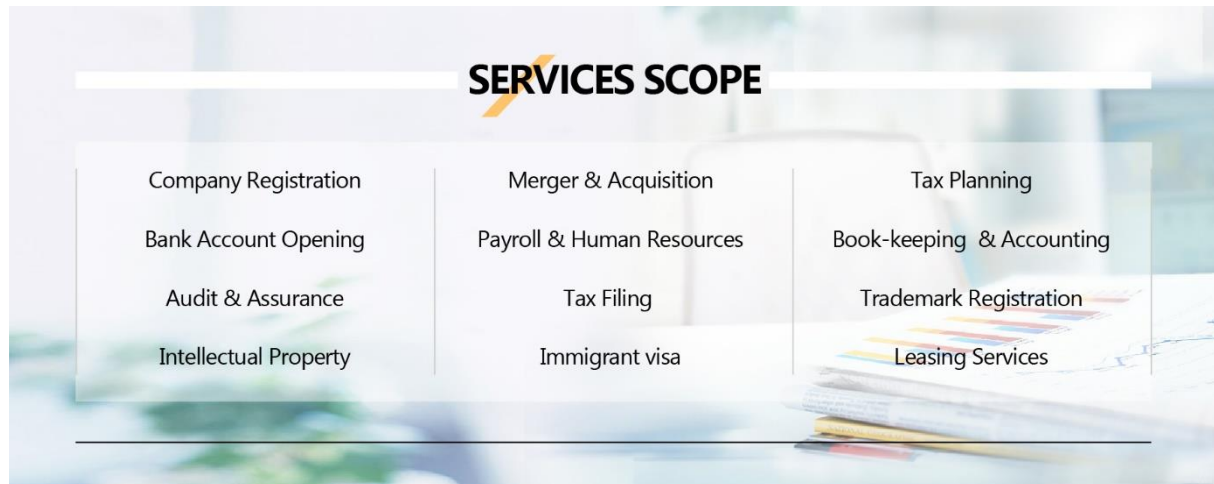 SERVICES SCOPE
Company Registration
Merger & Acquisition
Tax Planning
Bank Account Opening
Payroll & Human Resources
Book-keeping & Accounting
Audit & Assurance
Tax Filing
Trademark Registration
Intellectual Property
Immigrant visa
Leasing Services